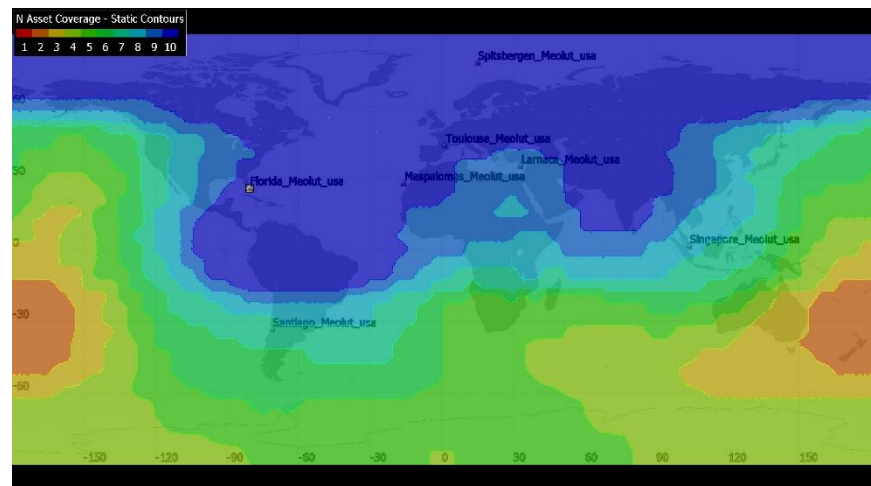 N Asset Coverage - Static Contours
1 2 3 4 5 6 7 8 9 10
Spitsbergen_Meolut_usa
60
Toulouse_Meolut_usa
Larnaca_Meolut_usa
30
Maspalomas_Meolut_usa
Florida_Meolut_usa
0
Singapore_Meolut_usa
-30
Santiago_Meolut_usa
-60
-150 -120 -90 -60 -30 0 30 60 90 120 150